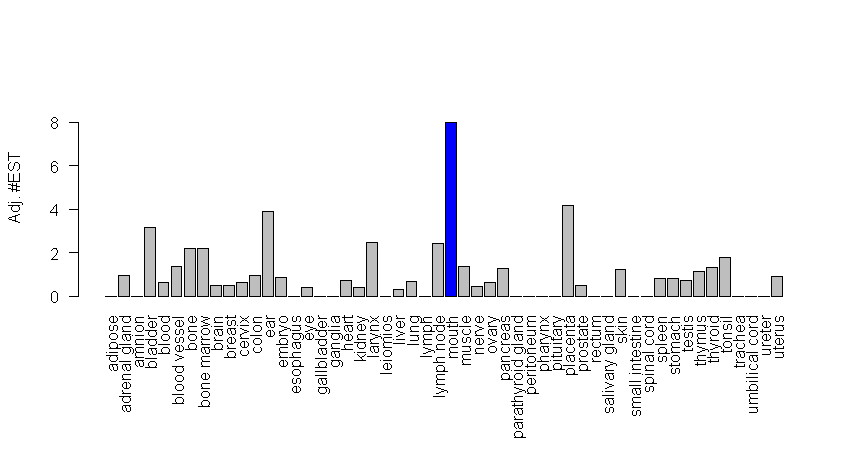 Adj. #EST
8
6
4
2
0
adipose
adrenal gland
amnion
bladder
blood
blood vessel
bone
bone marrow
brain
breast
cervix
colon
ear
embryo
esophagus
eye
gallbladder
ganglia
heart
kidney
larynx
leiomios
liver
lung
lymph
lymph node
mouth
muscle
nerve
ovary
pancreas
parathyroid gland
peritoneum
pharynx
pituitary
placenta
prostate
rectum
salivary gland
skin
small intestine
spinal cord
spleen
stomach
testis
thymus
thyroid
tonsil
trachea
umbilical cord
ureter
uterus